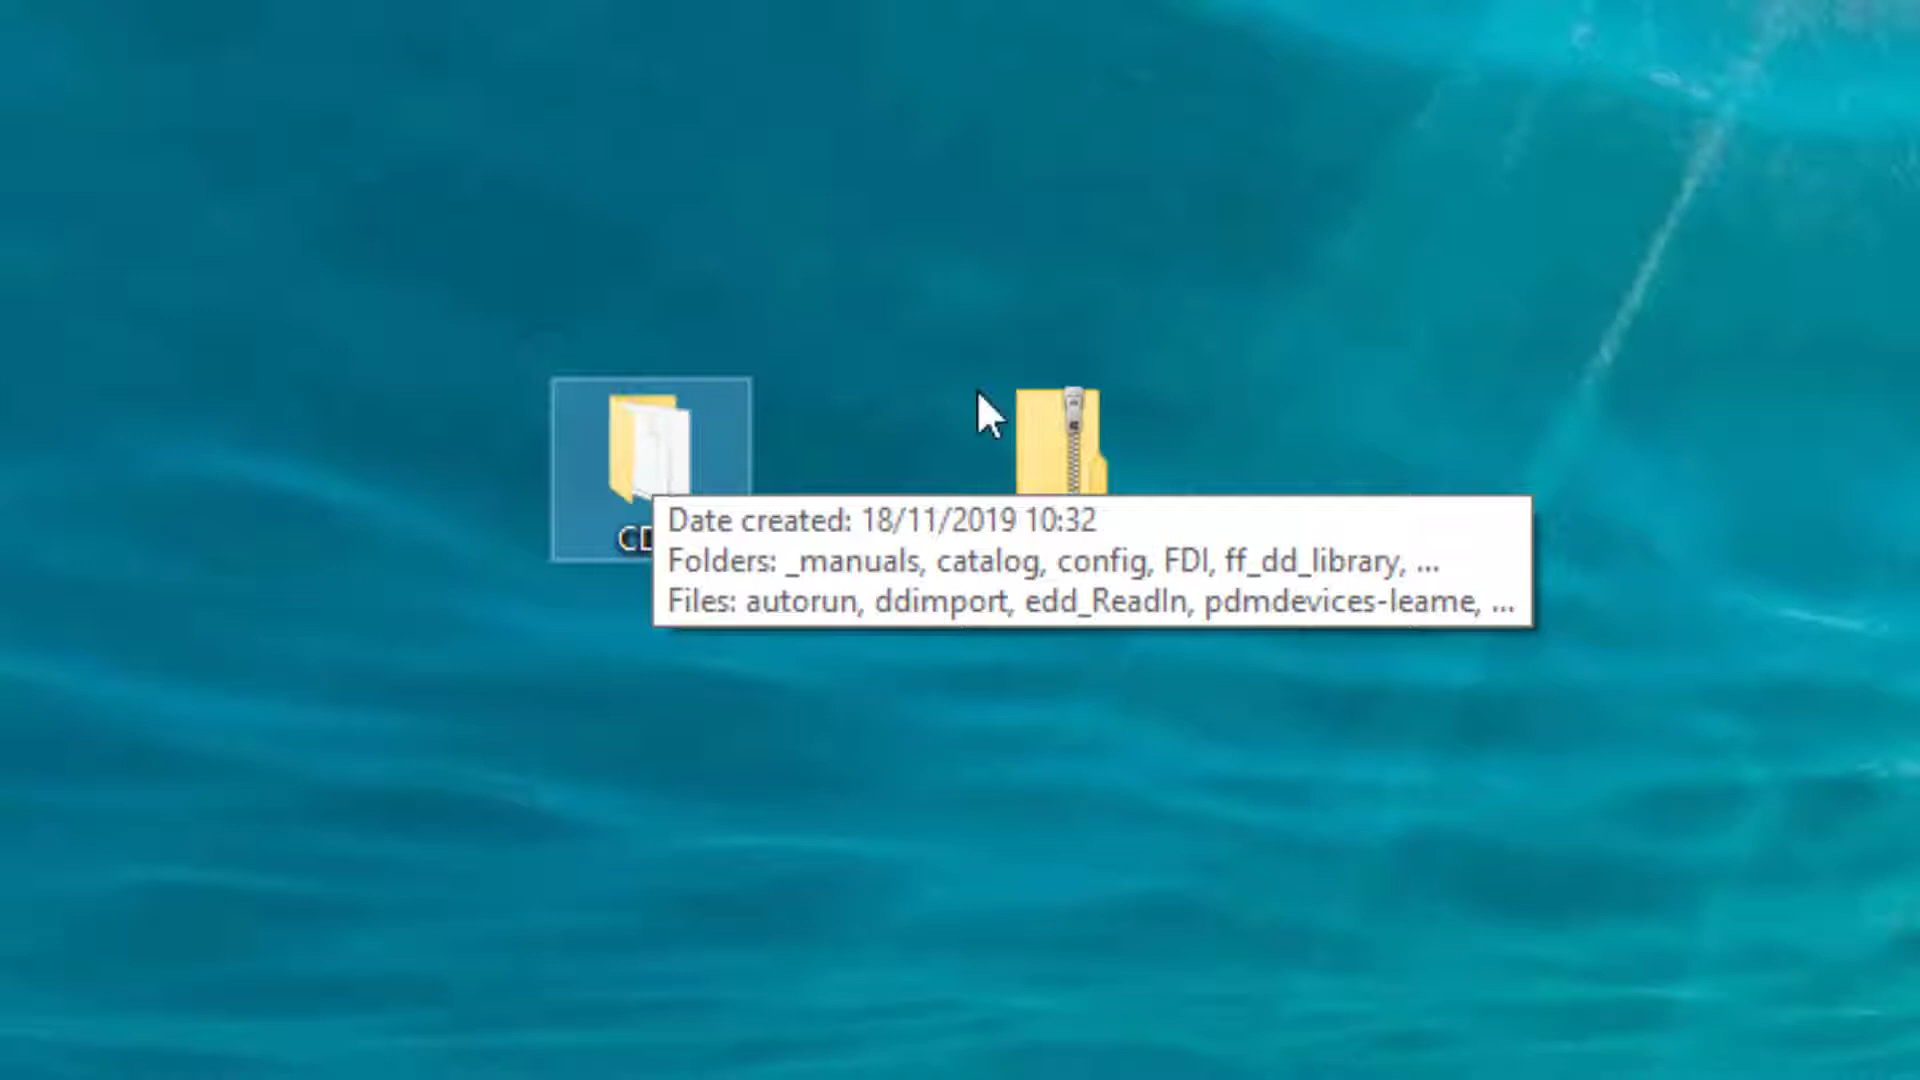 Date created: 18/11/2019 10:32
Folders: _manuals, catalog, config, FDI, ff_dd_library, ...
Files: autorun, ddimport, edd_ReadIn, pdmdevices-leame, ...